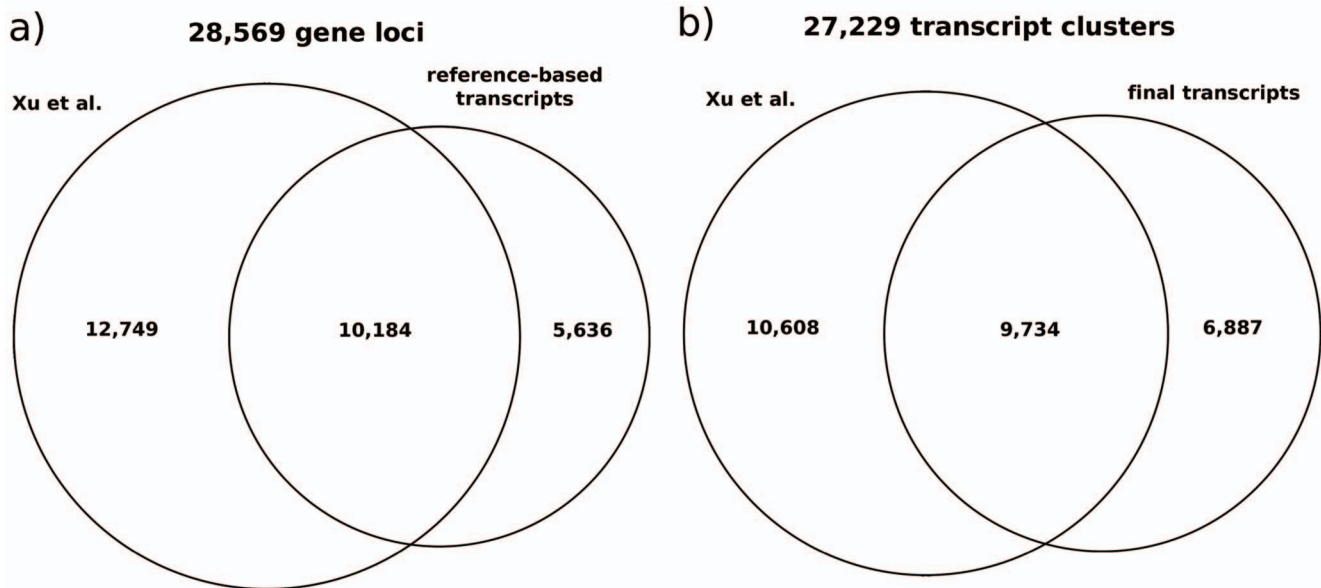 a)
28,569 gene loci
Xu et al.
reference-based
transcripts
12,749
10,184
5,636
b)
27,229 transcript clusters
Xu et al.
final transcripts
10,608
9,734
6,887